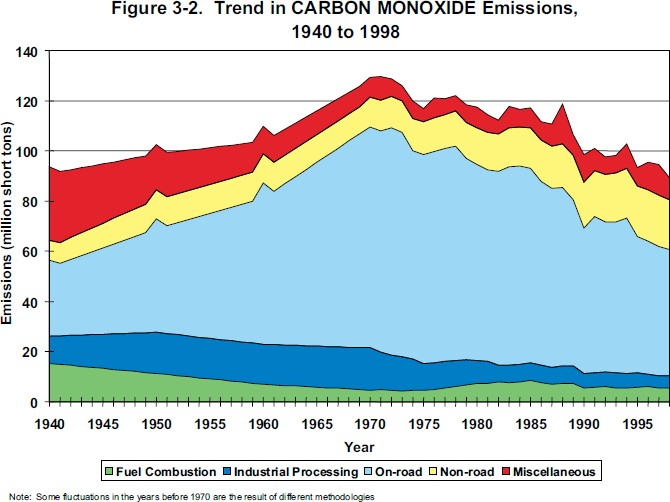 Figure 3-2. Trend in CARBON MONOXIDE Emissions,
1940 to 1998
Emissions (million short tons)
140
120
100
80
60
40
20
0
1940 1945 1950 1955 1960 1965 1970 1975 1980 1985 1990 1995
Year
Fuel Combustion Industrial Processing On-road Non-road Miscellaneous
Note: Some fluctuations in the years before 1970 are the result of different methodologies